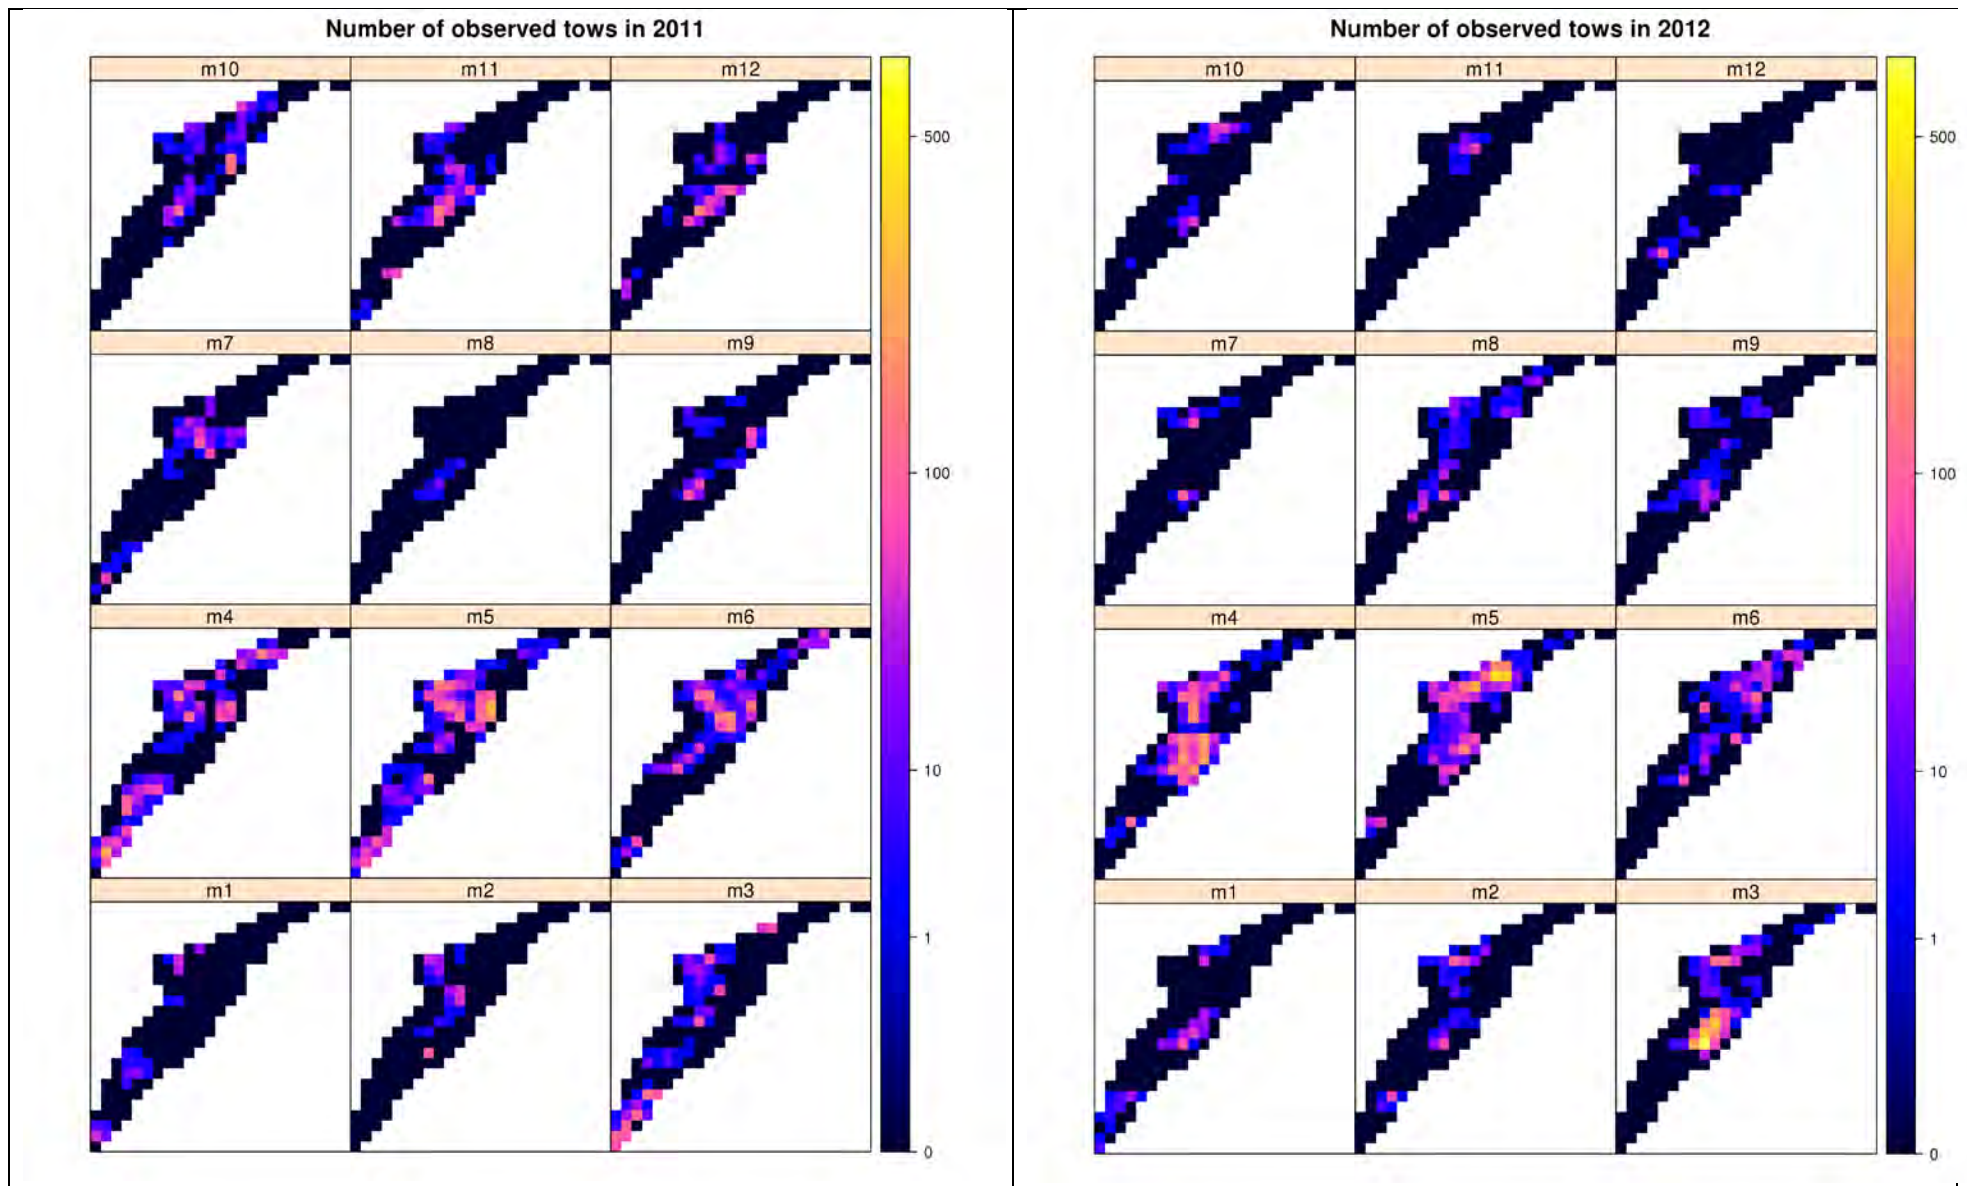 Number of observed tows in 2011
m10 m11 m12
m7 m8 m9
m4 m5 m6
m1 m2 m3
500
100
10
1
0
Number of observed tows in 2012
m10 m11 m12
m7 m8 m9
m4 m5 m6
m1 m2 m3
500
100
10
1
0